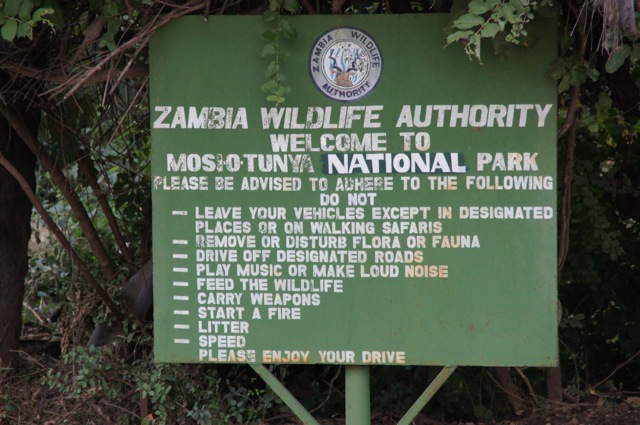 ZAMBIA WILDLIFE
AUTHORITY
ZAMBIA WILDLIFE AUTHORITY
WELCOME TO
MOSI-O-TUNYA NATIONAL PARK
PLEASE BE ADVISED TO ADHERE TO THE FOLLOWING
DO NOT
– LEAVE YOUR VEHICLES EXCEPT IN DESIGNATED
PLACES OR ON WALKING SAFARIS
– REMOVE OR DISTURB FLORA OR FAUNA
– DRIVE OFF DESIGNATED ROADS
– PLAY MUSIC OR MAKE LOUD NOISE
– FEED THE WILDLIFE
– CARRY WEAPONS
– START A FIRE
– LITTER
– SPEED
PLEASE ENJOY YOUR DRIVE